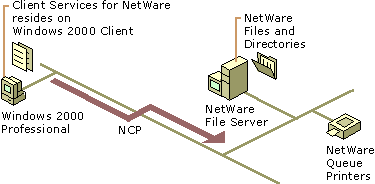 Client Services for NetWare
resides on
Windows 2000 Client
NetWare
Files and
Directories
Windows 2000
Professional
NCP
NetWare
File Server
NetWare
Queue
Printers